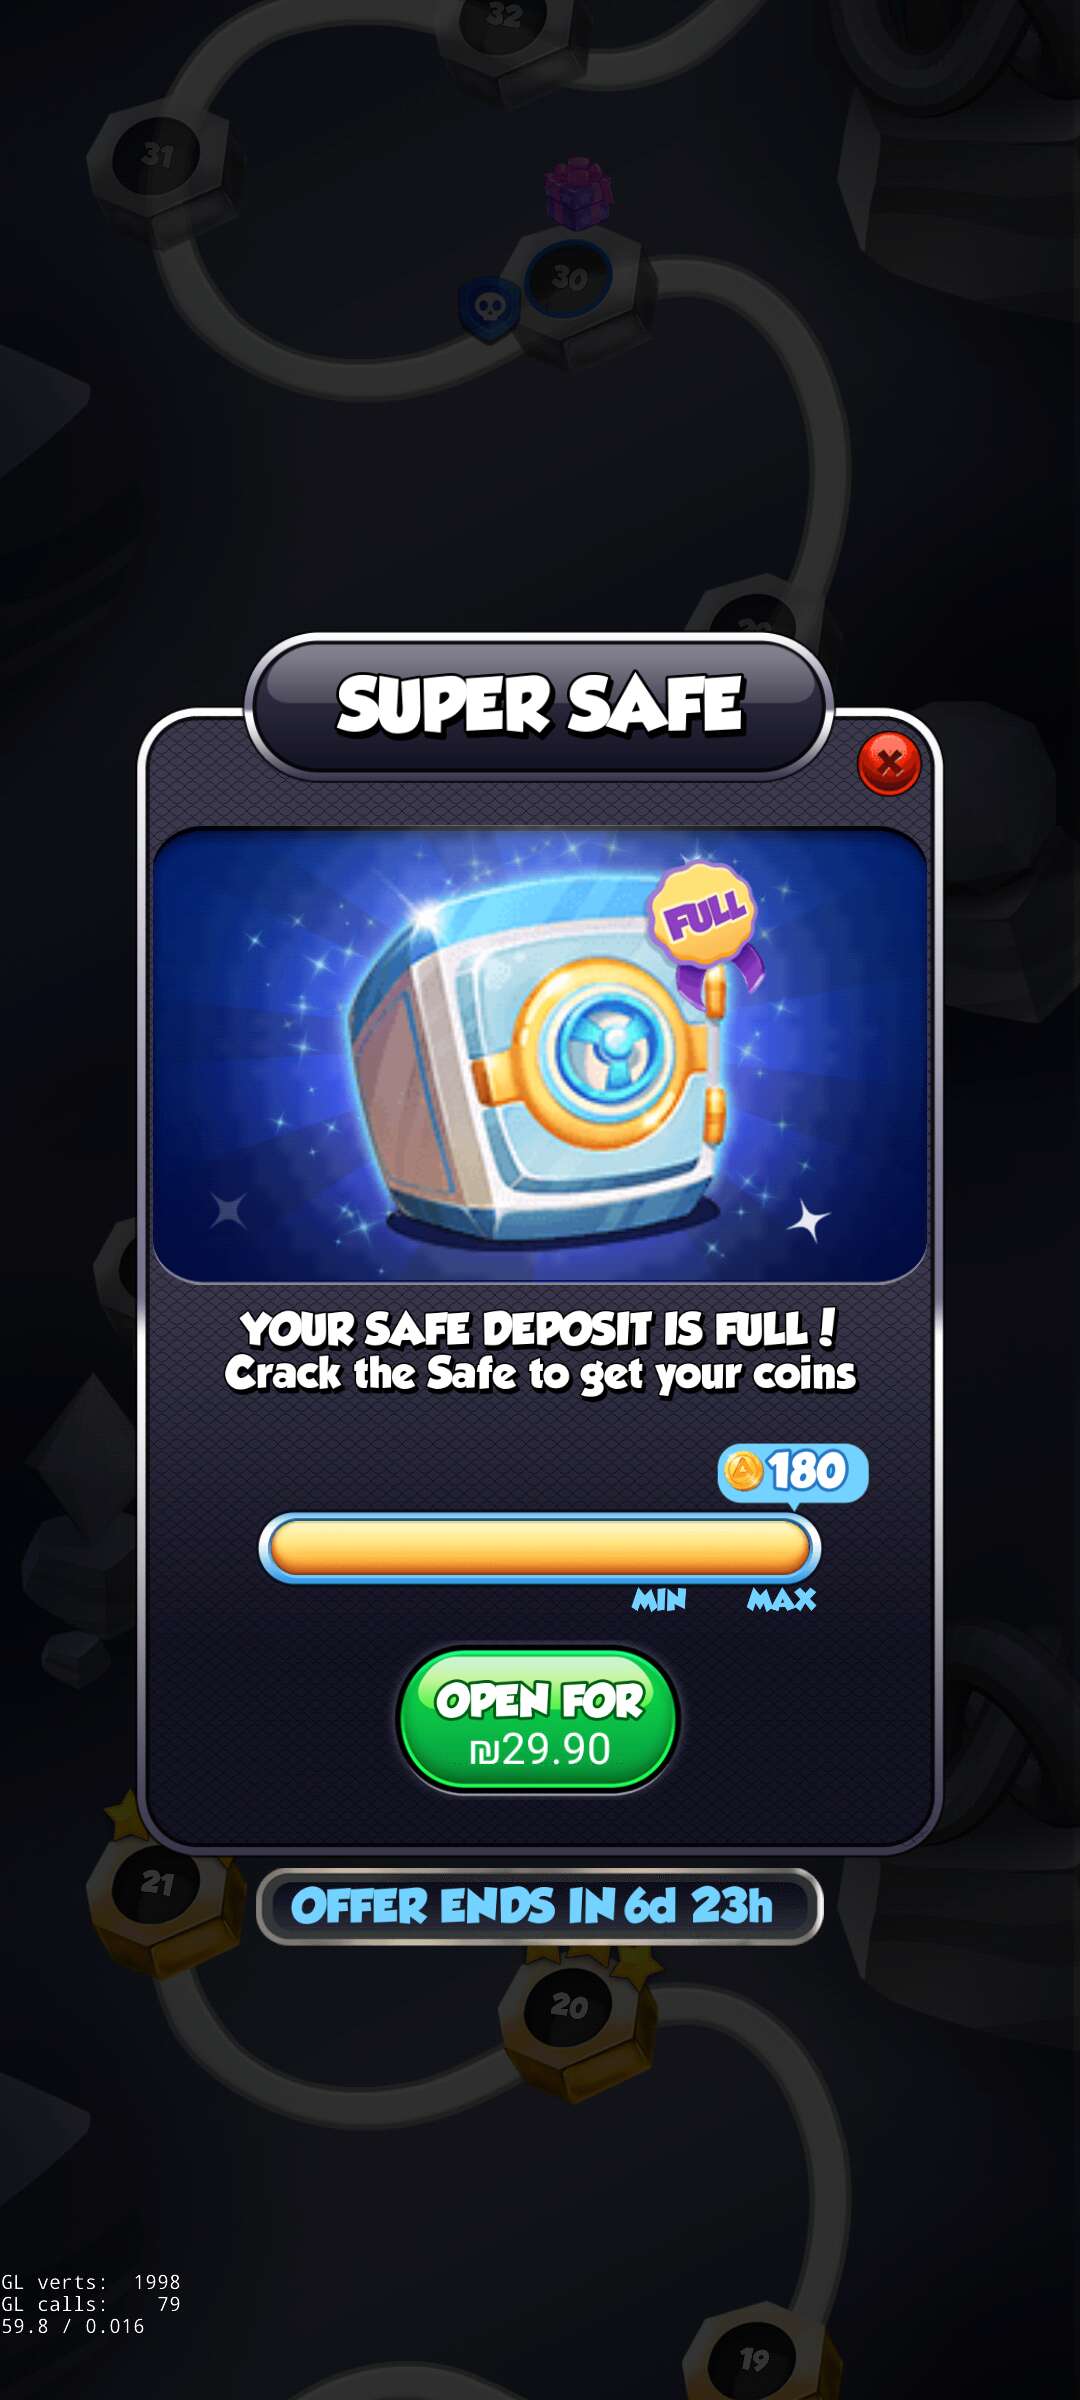 32
31
30
SUPER SAFE
FULL
YOUR SAFE DEPOSIT IS FULL!
Crack the Safe to get your coins
180
MIN MAX
OPEN FOR
₪29.90
21
OFFER ENDS IN 6d 23h
20
GL verts: 1998
GL calls: 79
59.8 / 0.016
19